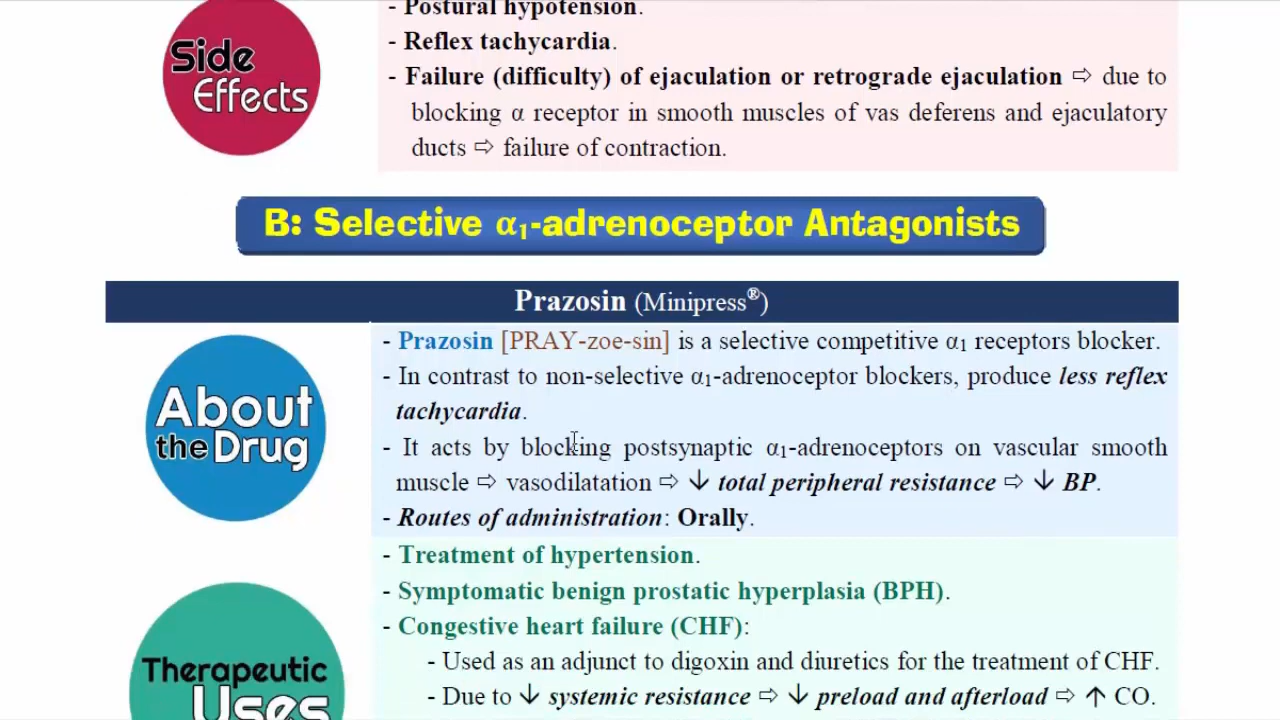 - Postural hypotension.
Side
Effects
- Reflex tachycardia.
- Failure (difficulty) of ejaculation or retrograde ejaculation ⇨ due to
blocking α receptor in smooth muscles of vas deferens and ejaculatory
ducts ⇨ failure of contraction.
B: Selective α₁-adrenoceptor Antagonists
Prazosin (Minipress®)
About
the Drug
- Prazosin [PRAY-zoe-sin] is a selective competitive α₁ receptors blocker.
- In contrast to non-selective α₁-adrenoceptor blockers, produce less reflex
tachycardia.
- It acts by blocking postsynaptic α₁-adrenoceptors on vascular smooth
muscle ⇨ vasodilatation ⇨ ↓ total peripheral resistance ⇨ ↓ BP.
- Routes of administration: Orally.
Therapeutic
Uses
- Treatment of hypertension.
- Symptomatic benign prostatic hyperplasia (BPH).
- Congestive heart failure (CHF):
- Used as an adjunct to digoxin and diuretics for the treatment of CHF.
- Due to ↓ systemic resistance ⇨ ↓ preload and afterload ⇨ ↑ CO.